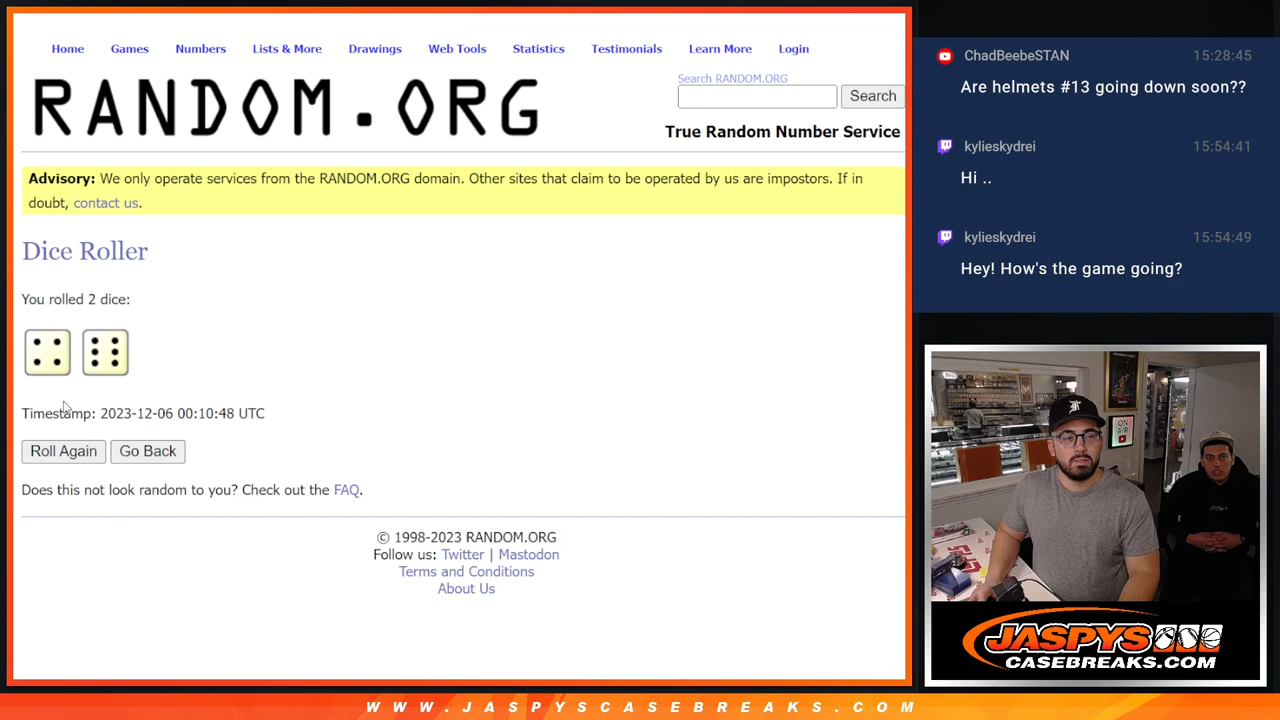 Home Games Numbers Lists & More Drawings Web Tools Statistics Testimonials Learn More Login
RANDOM.ORG
Search RANDOM.ORG
Search
True Random Number Service
Advisory: We only operate services from the RANDOM.ORG domain. Other sites that claim to be operated by us are impostors. If in
doubt, contact us.
Dice Roller
You rolled 2 dice:
Timestamp: 2023-12-06 00:10:48 UTC
Roll Again Go Back
Does this not look random to you? Check out the FAQ.
© 1998-2023 RANDOM.ORG
Follow us: Twitter | Mastodon
Terms and Conditions
About Us
ChadBeebeSTAN 15:28:45
Are helmets #13 going down soon??
kylieskydrei 15:54:41
Hi ..
kylieskydrei 15:54:49
Hey! How's the game going?
ON
AIR
JASPYS
CASEBREAKS.COM
WWW.JASPYSCASEBREAKS.COM